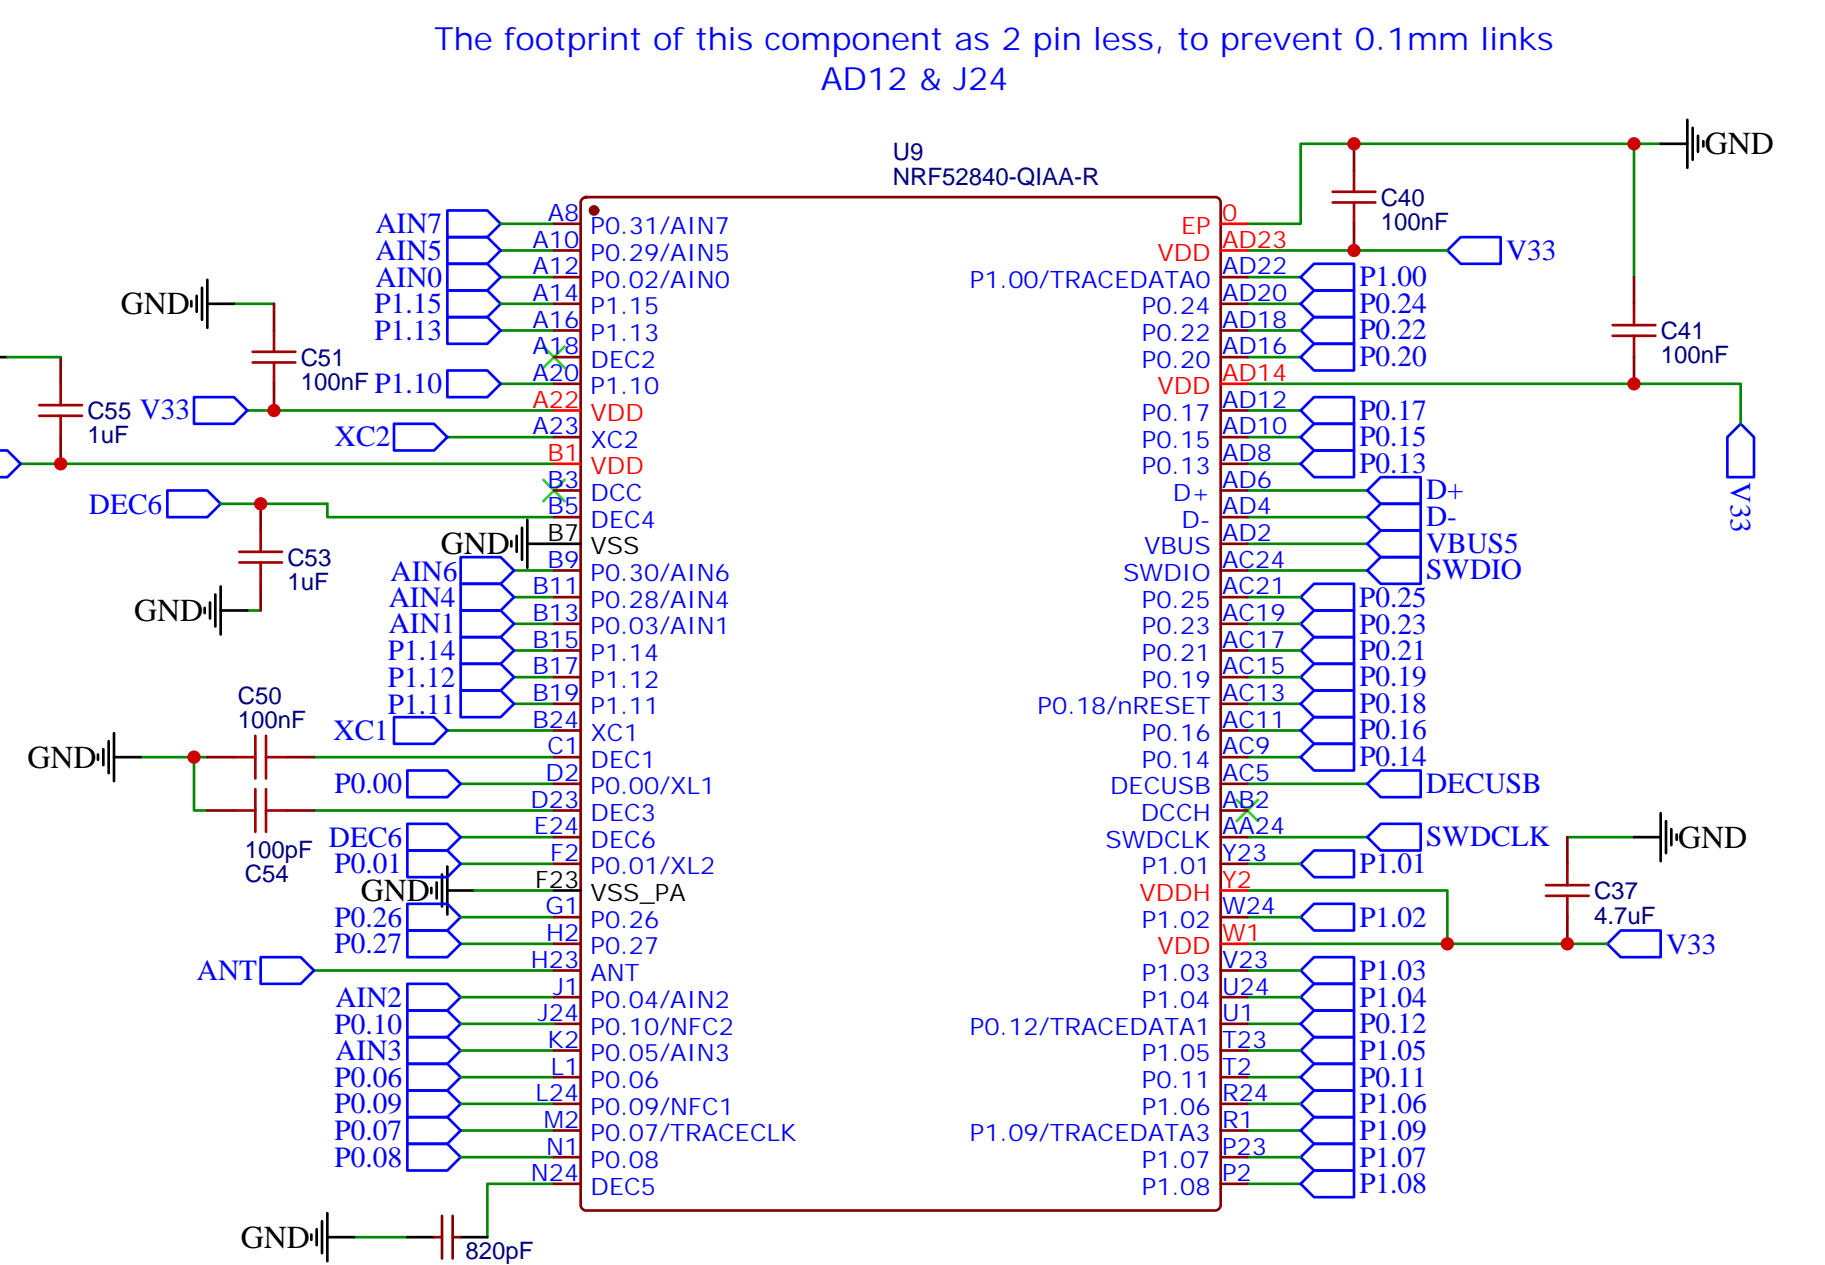 The footprint of this component as 2 pin less, to prevent 0.1mm links
AD12 & J24
U9
NRF52840-QIAA-R
GND
C40
100nF
V33
C41
100nF
V33
AIN7 A8 P0.31/AIN7
AIN5 A10 P0.29/AIN5
AIN0 A12 P0.02/AIN0
P1.15 A14 P1.15
P1.13 A16 P1.13
A18 DEC2
P1.10 A20 P1.10
V33 A22 VDD
XC2 A23 XC2
B1 VDD
B3 DCC
DEC6 B5 DEC4
GND B7 VSS
AIN6 B9 P0.30/AIN6
AIN4 B11 P0.28/AIN4
AIN1 B13 P0.03/AIN1
P1.14 B15 P1.14
P1.12 B17 P1.12
P1.11 B19 P1.11
XC1 B24 XC1
C1 DEC1
P0.00 D2 P0.00/XL1
D23 DEC3
DEC6 E24 DEC6
P0.01 F2 P0.01/XL2
GND F23 VSS_PA
P0.26 G1 P0.26
P0.27 H2 P0.27
ANT H23 ANT
AIN2 J1 P0.04/AIN2
P0.10 J24 P0.10/NFC2
AIN3 K2 P0.05/AIN3
P0.06 L1 P0.06
P0.09 L24 P0.09/NFC1
P0.07 M2 P0.07/TRACECLK
P0.08 N1 P0.08
N24 DEC5
GND
C51
100nF
C55
1uF
C53
1uF
GND
C50
100nF
GND
100pF
C54
GND
820pF
EP 0
VDD AD23
P1.00/TRACEDATA0 AD22 P1.00
P0.24 AD20 P0.24
P0.22 AD18 P0.22
P0.20 AD16 P0.20
VDD AD14
P0.17 AD12 P0.17
P0.15 AD10 P0.15
P0.13 AD8 P0.13
D+ AD6 D+
D- AD4 D-
VBUS AD2 VBUS5
SWDIO AC24 SWDIO
P0.25 AC21 P0.25
P0.23 AC19 P0.23
P0.21 AC17 P0.21
P0.19 AC15 P0.19
P0.18/nRESET AC13 P0.18
P0.16 AC11 P0.16
P0.14 AC9 P0.14
DECUSB AC5 DECUSB
DCCH AB2
SWDCLK AA24 SWDCLK
P1.01 Y23 P1.01
VDDH Y2
P1.02 W24 P1.02
VDD W1 V33
P1.03 V23 P1.03
P1.04 U24 P1.04
P0.12/TRACEDATA1 U1 P0.12
P1.05 T23 P1.05
P0.11 T2 P0.11
P1.06 R24 P1.06
P1.09/TRACEDATA3 R1 P1.09
P1.07 P23 P1.07
P1.08 P2 P1.08
GND
C37
4.7uF